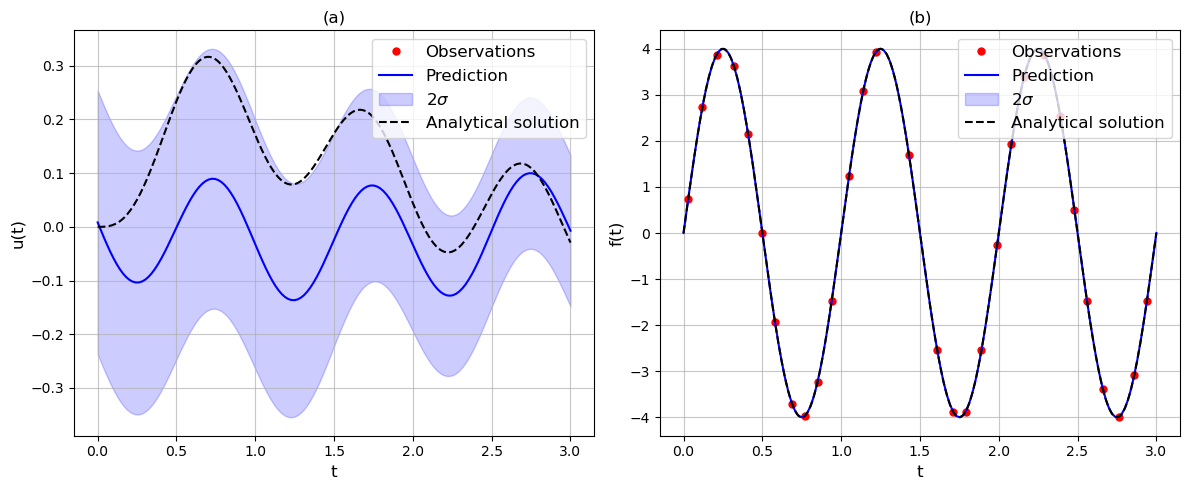 (a)
u(t)
0.3
0.2
0.1
0.0
−0.1
−0.2
−0.3
Observations
Prediction
2σ
Analytical solution
0.0 0.5 1.0 1.5 2.0 2.5 3.0
t
(b)
f(t)
4
3
2
1
0
−1
−2
−3
−4
Observations
Prediction
2σ
Analytical solution
0.0 0.5 1.0 1.5 2.0 2.5 3.0
t